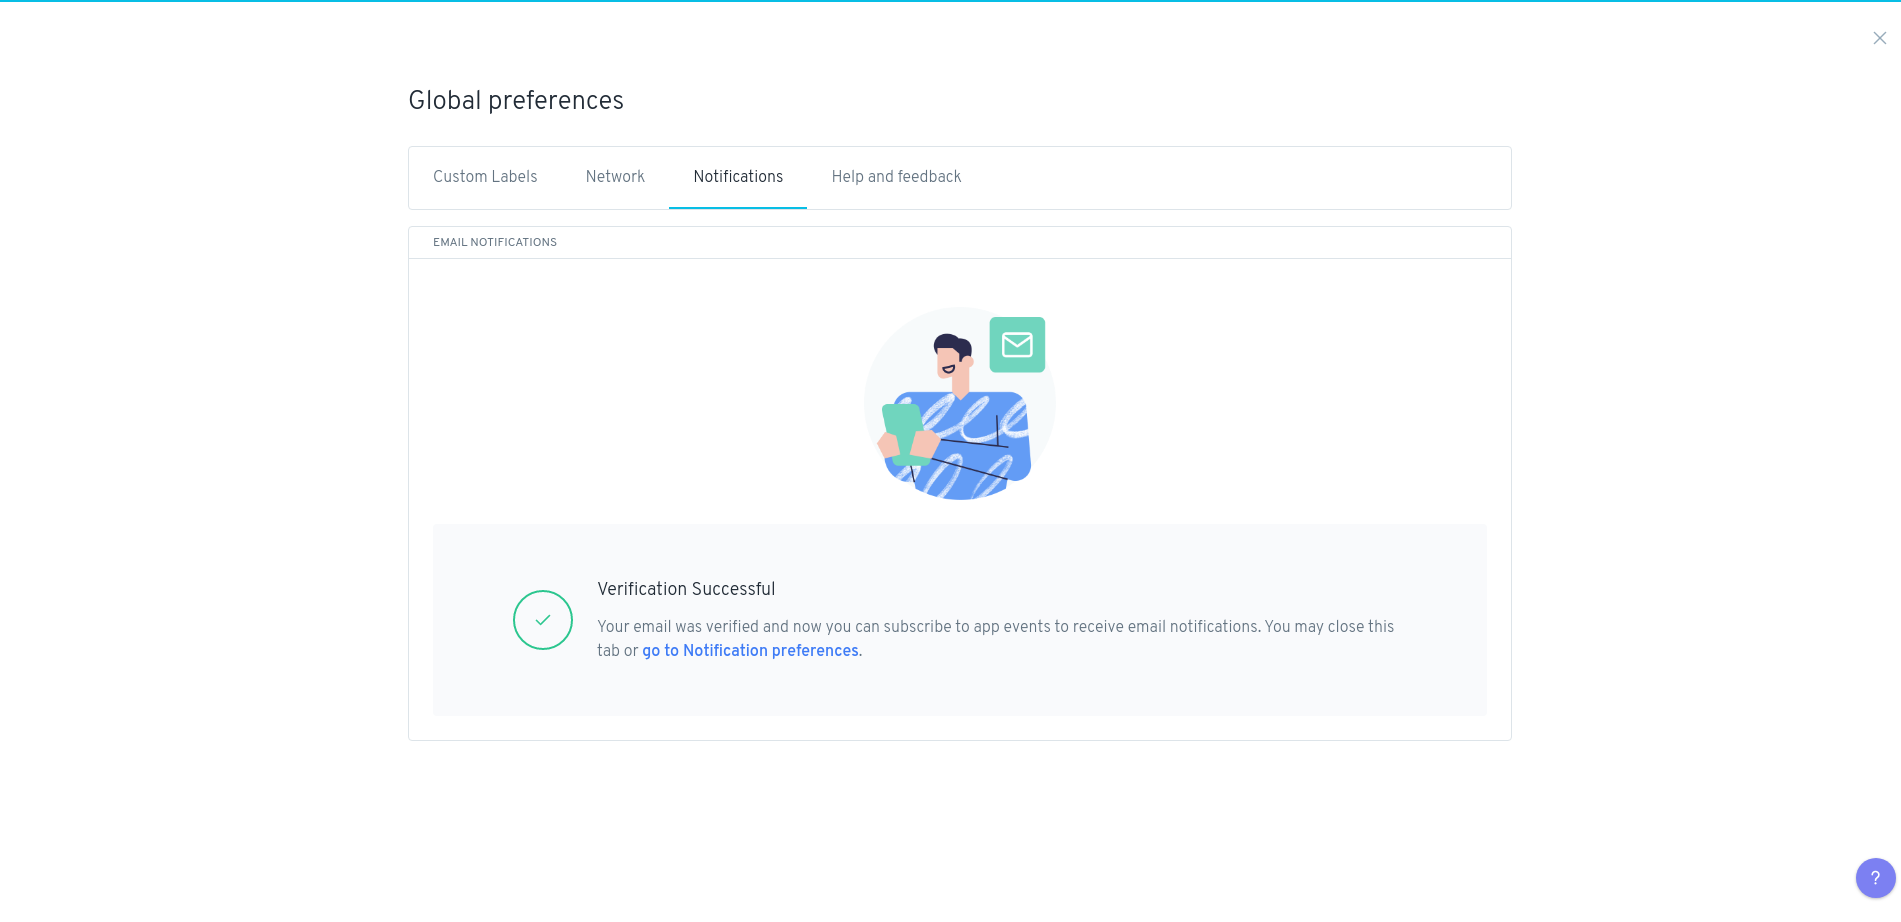 Global preferences
Custom Labels
Network
Notifications
Help and feedback
EMAIL NOTIFICATIONS
Verification Successful
Your email was verified and now you can subscribe to app events to receive email notifications. You may close this
tab or go to Notification preferences.
?